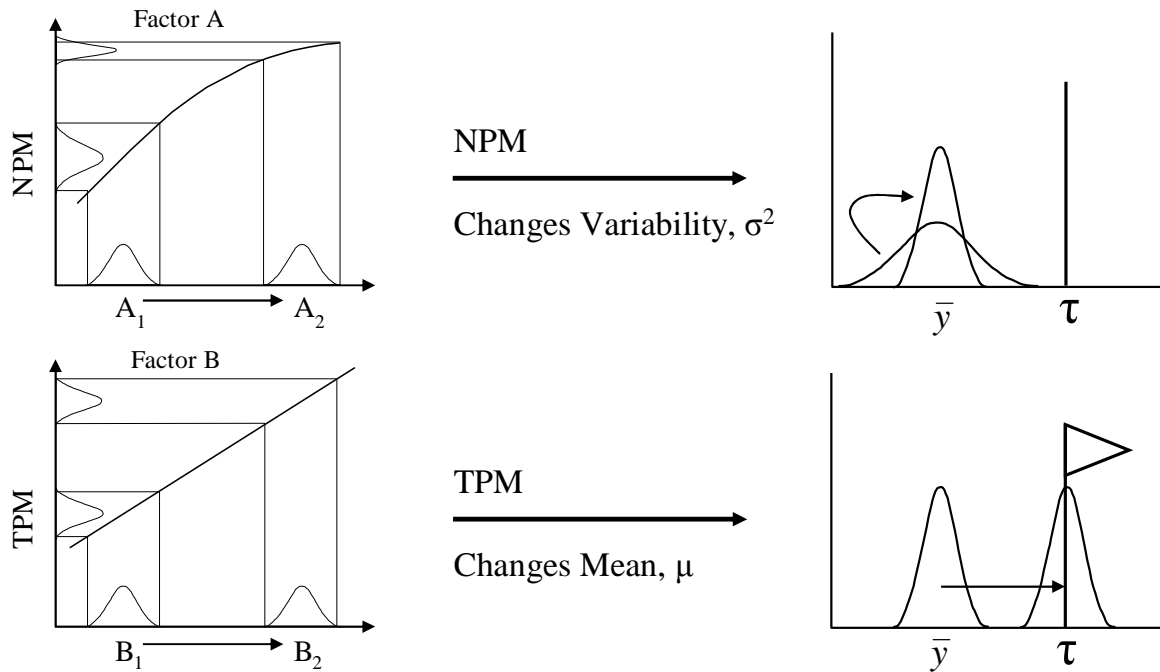 Factor A
NPM
A₁
A₂
NPM
Changes Variability, σ²
y̅
τ
Factor B
TPM
B₁
B₂
TPM
Changes Mean, μ
y̅
τ